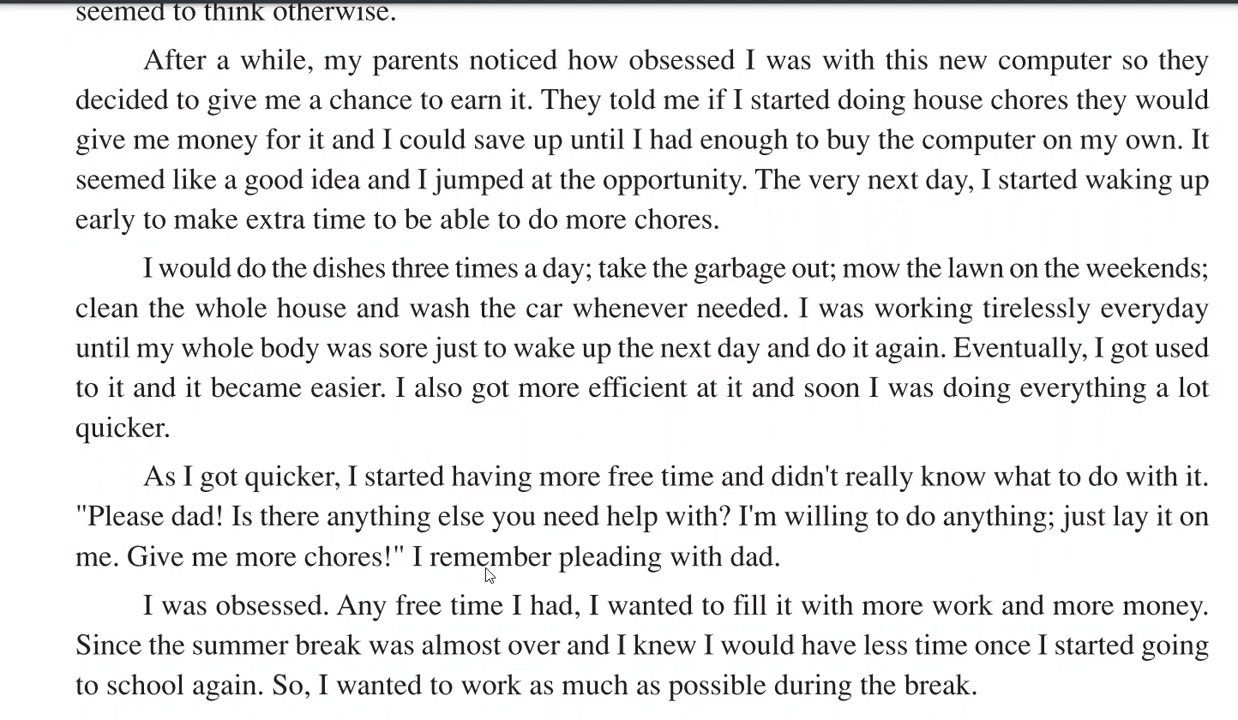 seemed to think otherwise.
After a while, my parents noticed how obsessed I was with this new computer so they
decided to give me a chance to earn it. They told me if I started doing house chores they would
give me money for it and I could save up until I had enough to buy the computer on my own. It
seemed like a good idea and I jumped at the opportunity. The very next day, I started waking up
early to make extra time to be able to do more chores.
I would do the dishes three times a day; take the garbage out; mow the lawn on the weekends;
clean the whole house and wash the car whenever needed. I was working tirelessly everyday
until my whole body was sore just to wake up the next day and do it again. Eventually, I got used
to it and it became easier. I also got more efficient at it and soon I was doing everything a lot
quicker.
As I got quicker, I started having more free time and didn't really know what to do with it.
"Please dad! Is there anything else you need help with? I'm willing to do anything; just lay it on
me. Give me more chores!" I remember pleading with dad.
I was obsessed. Any free time I had, I wanted to fill it with more work and more money.
Since the summer break was almost over and I knew I would have less time once I started going
to school again. So, I wanted to work as much as possible during the break.